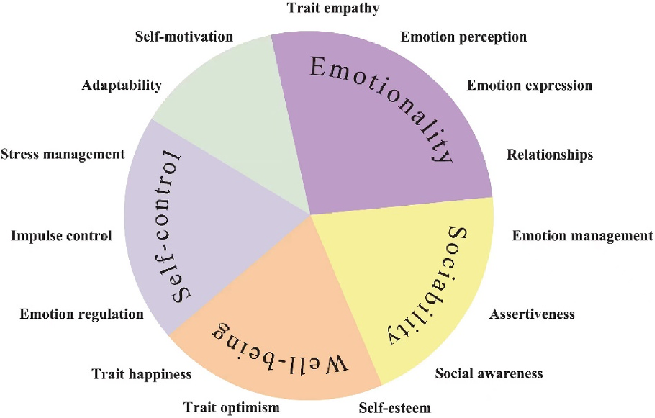 Trait empathy
Self-motivation
Emotion perception
Adaptability
Emotion expression
Emotionality
Stress management
Relationships
Self-control
Impulse control
Emotion management
Sociability
Emotion regulation
Assertiveness
Well-being
Trait happiness
Social awareness
Trait optimism
Self-esteem